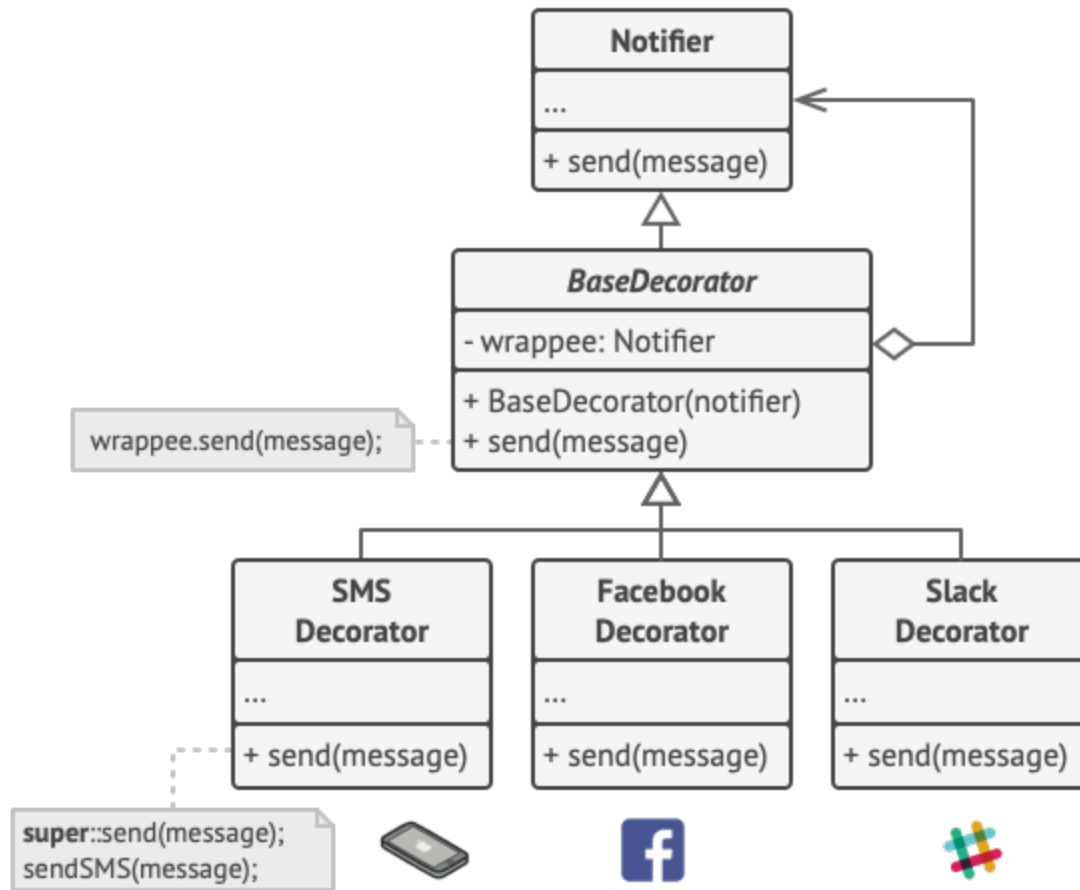 Notifier
...
+ send(message)
BaseDecorator
- wrappee: Notifier
+ BaseDecorator(notifier)
+ send(message)
wrappee.send(message);
SMS
Decorator
...
+ send(message)
Facebook
Decorator
...
+ send(message)
Slack
Decorator
...
+ send(message)
super::send(message);
sendSMS(message);